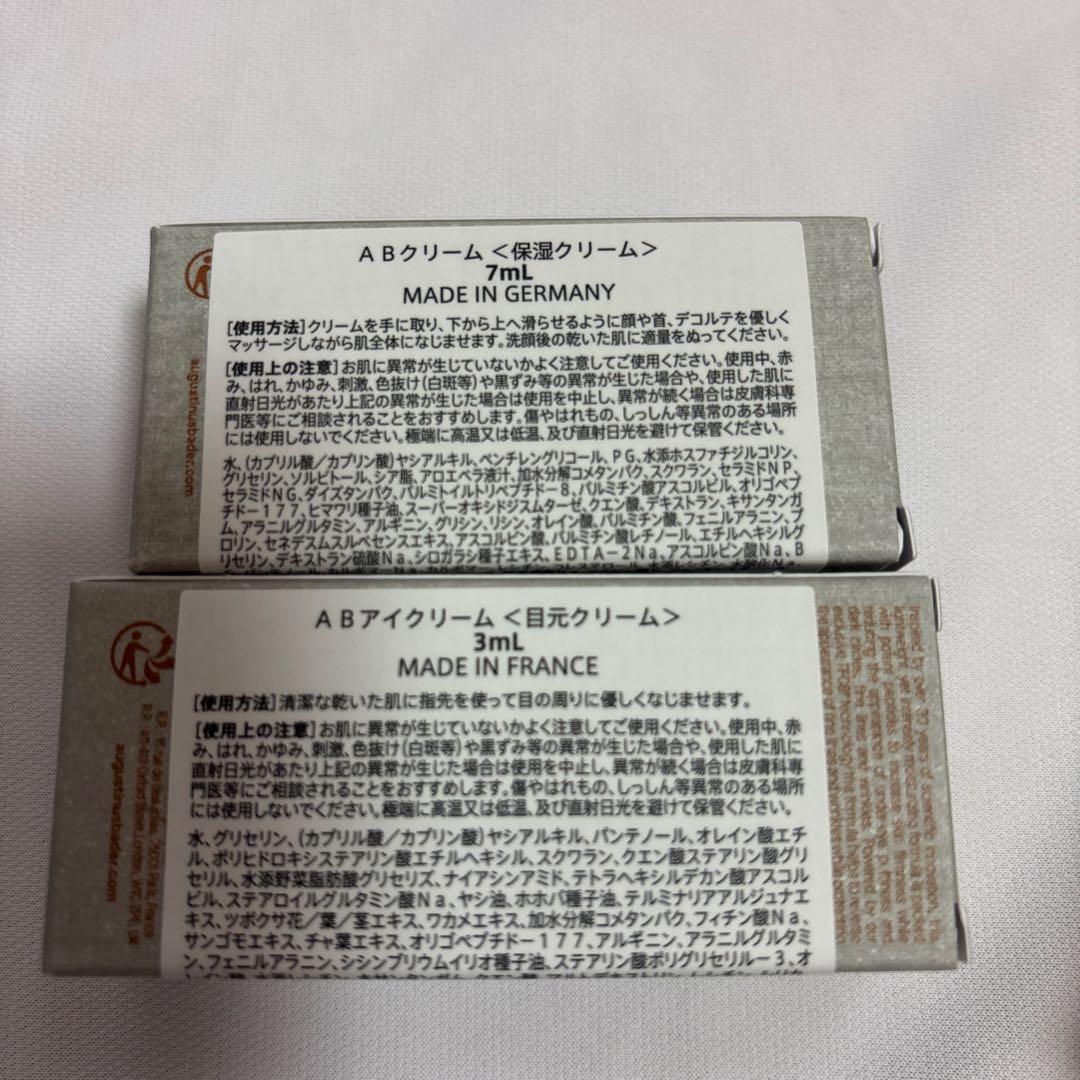 ABクリーム＜保湿クリーム＞
7mL
MADE IN GERMANY
[使用方法]クリームを手に取り、下から上へ滑らせるように顔や首、デコルテを優しく
マッサージしながら肌全体になじませます。洗顔後の乾いた肌に適量をぬってください。
[使用上の注意]お肌に異常が生じていないかよく注意してご使用ください。使用中、赤
み、はれ、かゆみ、刺激、色抜け(白斑等)や黒ずみ等の異常が生じた場合や、使用した肌に
直射日光があたり上記の異常が生じた場合は使用を中止し、異常が続く場合は皮膚科専
門医等にご相談されることをおすすめします。傷やはれもの、しっしん等異常のある場所
には使用しないでください。極端に高温又は低温、及び直射日光を避けて保管ください。
水、(カプリル酸／カプリン酸)ヤシアルキル、ペンチレングリコール、PG、水添ホスファチジルコリン、
グリセリン、ソルビトール、シア脂、アロエベラ液汁、加水分解コメタンパク、スクワラン、セラミドNP、
セラミドNG、ダイズタンパク、パルミトイルトリペプチド－8、パルミチン酸アスコルビル、オリゴペプ
チド－177、ヒマワリ種子油、スーパーオキシドジスムターゼ、クエン酸、デキストラン、キサンタンガ
ム、アラニルグルタミン、アルギニン、グリシン、リシン、オレイン酸、パルミチン酸、フェニルアラニン、プ
ロリン、セネデスムスルベセンスエキス、アスコルビン酸、パルミチン酸レチノール、エチルヘキシルグ
リセリン、デキストラン硫酸Na、シロガラシ種子エキス、EDTA－2Na、アスコルビン酸Na、B
augustinusbader.com
ABアイクリーム＜目元クリーム＞
3mL
MADE IN FRANCE
[使用方法]清潔な乾いた肌に指先を使って目の周りに優しくなじませます。
[使用上の注意]お肌に異常が生じていないかよく注意してご使用ください。使用中、赤
み、はれ、かゆみ、刺激、色抜け(白斑等)や黒ずみ等の異常が生じた場合や、使用した肌に
直射日光があたり上記の異常が生じた場合は使用を中止し、異常が続く場合は皮膚科専
門医等にご相談されることをおすすめします。傷やはれもの、しっしん等異常のある場所
には使用しないでください。極端に高温又は低温、及び直射日光を避けて保管ください。
水、グリセリン、(カプリル酸／カプリン酸)ヤシアルキル、パンテノール、オレイン酸エチ
ル、ポリヒドロキシステアリン酸エチルヘキシル、スクワラン、クエン酸ステアリン酸グリ
セリル、水添野菜脂肪酸グリセリズ、ナイアシンアミド、テトラヘキシルデカン酸アスコル
ビル、ステアロイルグルタミン酸Na、ヤシ油、ホホバ種子油、テルミナリアアルジュナエ
キス、ツボクサ花／葉／茎エキス、ワカメエキス、加水分解コメタンパク、フィチン酸Na、
サンゴモエキス、チャ葉エキス、オリゴペプチド－177、アルギニン、アラニルグルタミ
ン、フェニルアラニン、シシンブリウムイリオ種子油、ステアリン酸ポリグリセリル－3、オ
augustinusbader.com